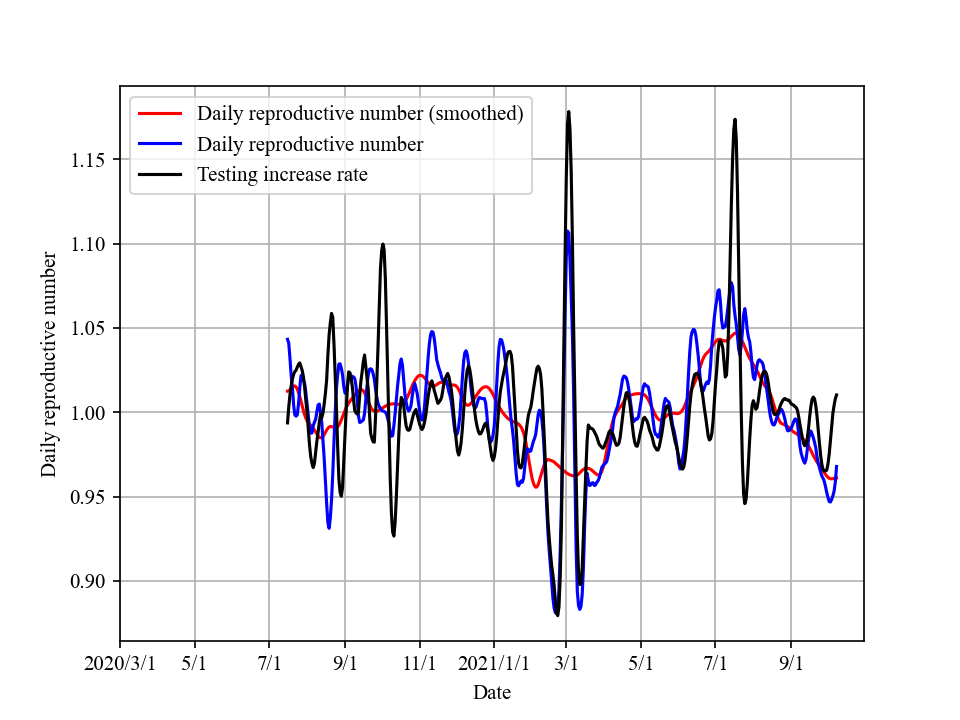 Daily reproductive number (smoothed)
Daily reproductive number
Testing increase rate
Daily reproductive number
1.15
1.10
1.05
1.00
0.95
0.90
2020/3/1 5/1 7/1 9/1 11/1 2021/1/1 3/1 5/1 7/1 9/1
Date